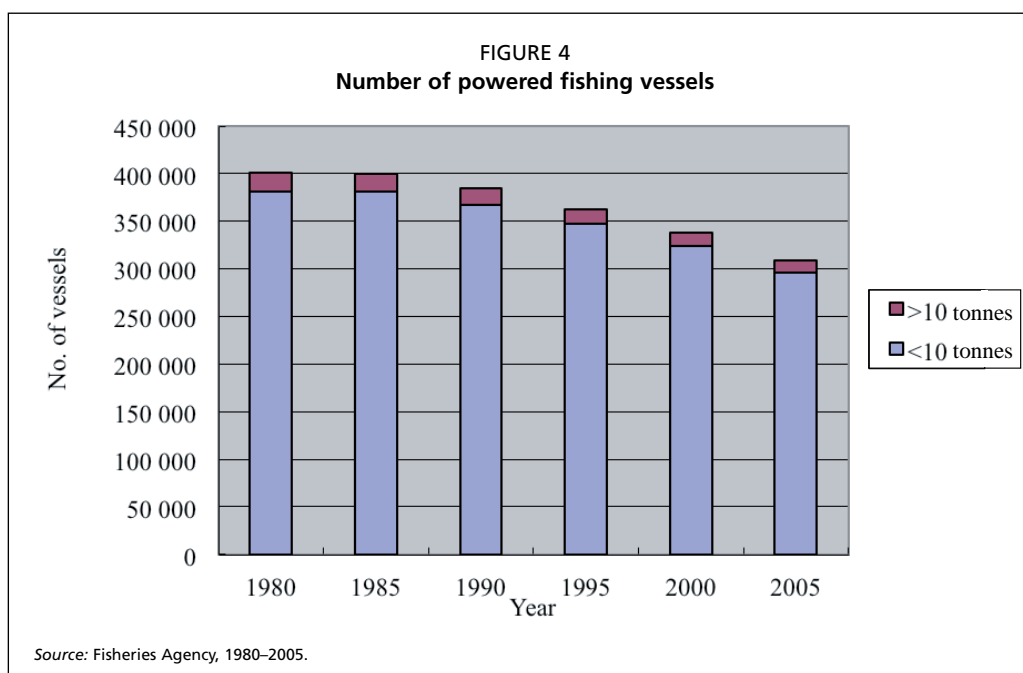 FIGURE 4
Number of powered fishing vessels
450 000
400 000
350 000
300 000
250 000
200 000
150 000
100 000
50 000
0
No. of vessels
1980 1985 1990 1995 2000 2005
Year
>10 tonnes
<10 tonnes
Source: Fisheries Agency, 1980–2005.